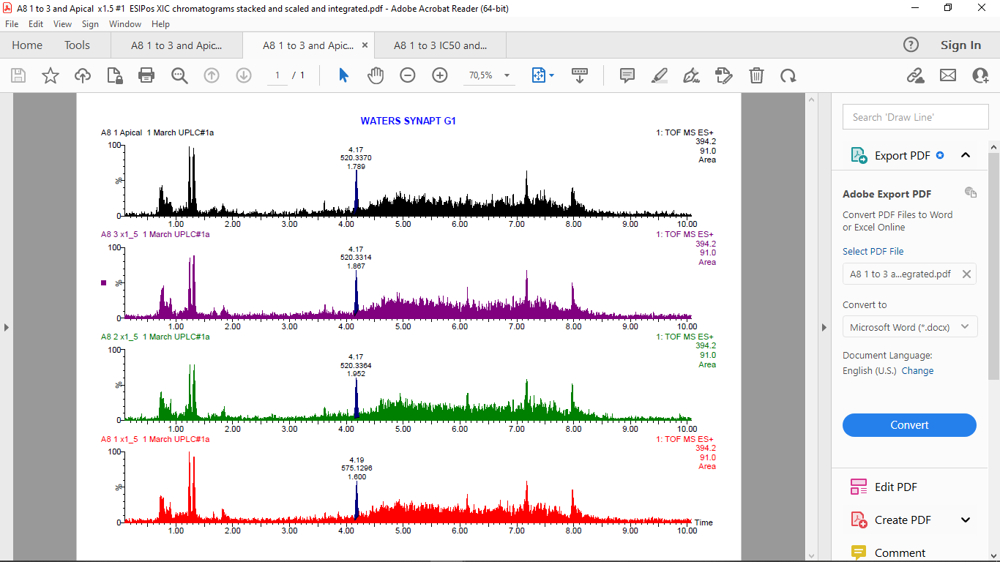 A8 1 to 3 and Apical  x1.5 #1  ESIPos XIC chromatograms stacked and scaled and integrated.pdf - Adobe Acrobat Reader (64-bit)
File Edit View Sign Window Help
Home Tools A8 1 to 3 and Apic... A8 1 to 3 and Apic... × A8 1 to 3 IC50 and... ? Sign In
1 / 1 70,5%
WATERS SYNAPT G1
A8 1 Apical  1 March UPLC#1a
1: TOF MS ES+
394.2
91.0
Area
100
%
0
4.17
520.3370
1.789
1.00 2.00 3.00 4.00 5.00 6.00 7.00 8.00 9.00 10.00
A8 3 x1_5  1 March UPLC#1a
1: TOF MS ES+
394.2
91.0
Area
100
%
0
4.17
520.3314
1.867
1.00 2.00 3.00 4.00 5.00 6.00 7.00 8.00 9.00 10.00
A8 2 x1_5  1 March UPLC#1a
1: TOF MS ES+
394.2
91.0
Area
100
%
0
4.17
520.3364
1.952
1.00 2.00 3.00 4.00 5.00 6.00 7.00 8.00 9.00 10.00
A8 1 x1_5  1 March UPLC#1a
1: TOF MS ES+
394.2
91.0
Area
100
%
0
4.19
575.1296
1.600
Time
1.00 2.00 3.00 4.00 5.00 6.00 7.00 8.00 9.00 10.00
Search 'Draw Line'
Export PDF
Adobe Export PDF
Convert PDF Files to Word
or Excel Online
Select PDF File
A8 1 to 3 a...egrated.pdf
Convert to
Microsoft Word (*.docx)
Document Language:
English (U.S.) Change
Convert
Edit PDF
Create PDF
Comment